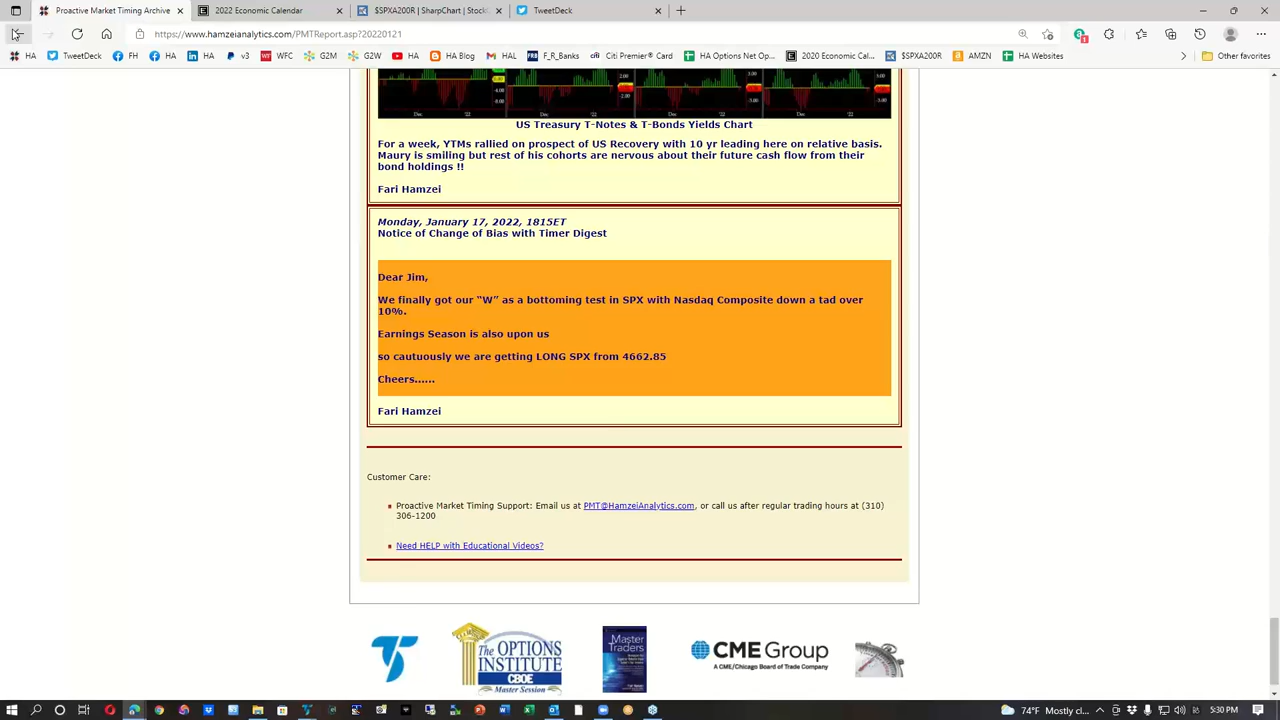 Proactive Market Timing Archive
2022 Economic Calendar
$SPXA200R SharpChart | Stock
TweetDeck
https://www.hamzeianalytics.com/PMTReport.asp?20220121
HA
TweetDeck
FH
HA
HA
v3
WFC
G2M
G2W
HA
HA Blog
HAL
F_R_Banks
Citi Premier® Card
HA Options Net Op...
2020 Economic Cal...
$SPXA200R
AMZN
HA Websites
Other favorites
US Treasury T-Notes & T-Bonds Yields Chart
For a week, YTMs rallied on prospect of US Recovery with 10 yr leading here on relative basis.
Maury is smiling but rest of his cohorts are nervous about their future cash flow from their
bond holdings !!
Fari Hamzei
Monday, January 17, 2022, 1815ET
Notice of Change of Bias with Timer Digest
Dear Jim,
We finally got our “W” as a bottoming test in SPX with Nasdaq Composite down a tad over
10%.
Earnings Season is also upon us
so cautuously we are getting LONG SPX from 4662.85
Cheers......
Fari Hamzei
Customer Care:
Proactive Market Timing Support: Email us at PMT@HamzeiAnalytics.com, or call us after regular trading hours at (310)
306-1200
Need HELP with Educational Videos?
The OPTIONS
INSTITUTE
CBOE
Master Session
Master
Traders
CME Group
A CME/Chicago Board of Trade Company
74°F Mostly cl...
5:30 PM